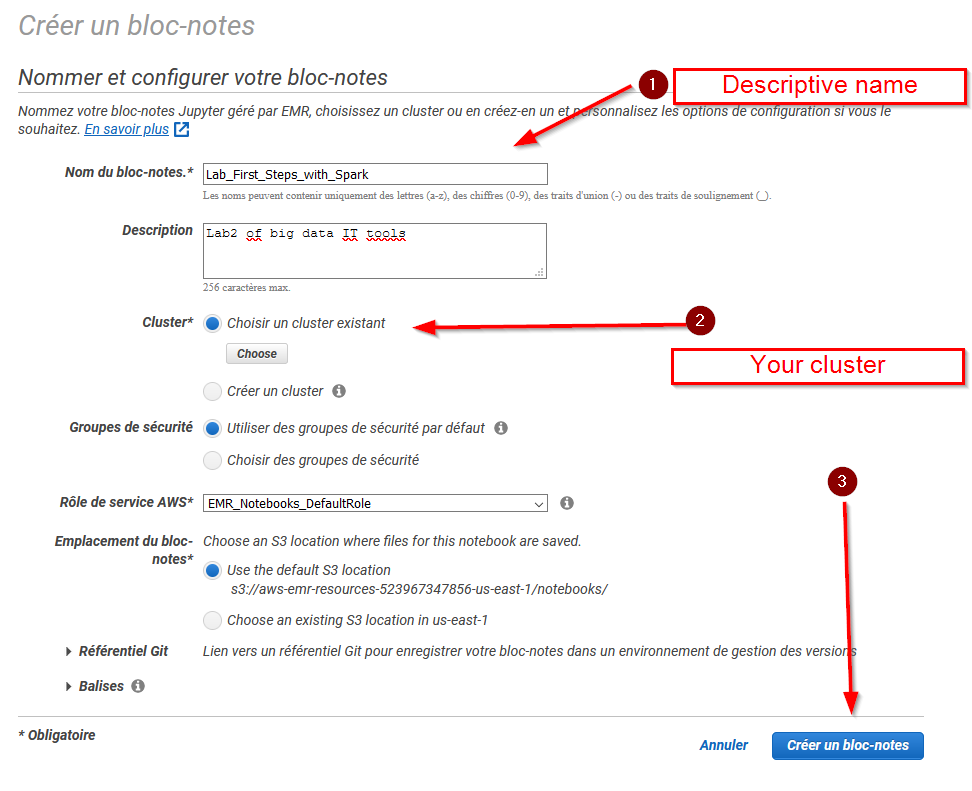 Créer un bloc-notes
Nommer et configurer votre bloc-notes
1
Descriptive name
Nommez votre bloc-notes Jupyter géré par EMR, choisissez un cluster ou en créez-en un et personnalisez les options de configuration si vous le
souhaitez. En savoir plus
Nom du bloc-notes.*
Lab_First_Steps_with_Spark
Les noms peuvent contenir uniquement des lettres (a-z), des chiffres (0-9), des traits d'union (-) ou des traits de soulignement (_).
Description
Lab2 of big data IT tools
256 caractères max.
Cluster*
Choisir un cluster existant
2
Choose
Your cluster
Créer un cluster
Groupes de sécurité
Utiliser des groupes de sécurité par défaut
Choisir des groupes de sécurité
3
Rôle de service AWS*
EMR_Notebooks_DefaultRole
Emplacement du bloc-
notes*
Choose an S3 location where files for this notebook are saved.
Use the default S3 location
s3://aws-emr-resources-523967347856-us-east-1/notebooks/
Choose an existing S3 location in us-east-1
Référentiel Git
Lien vers un référentiel Git pour enregistrer votre bloc-notes dans un environnement de gestion des versions
Balises
* Obligatoire
Annuler
Créer un bloc-notes